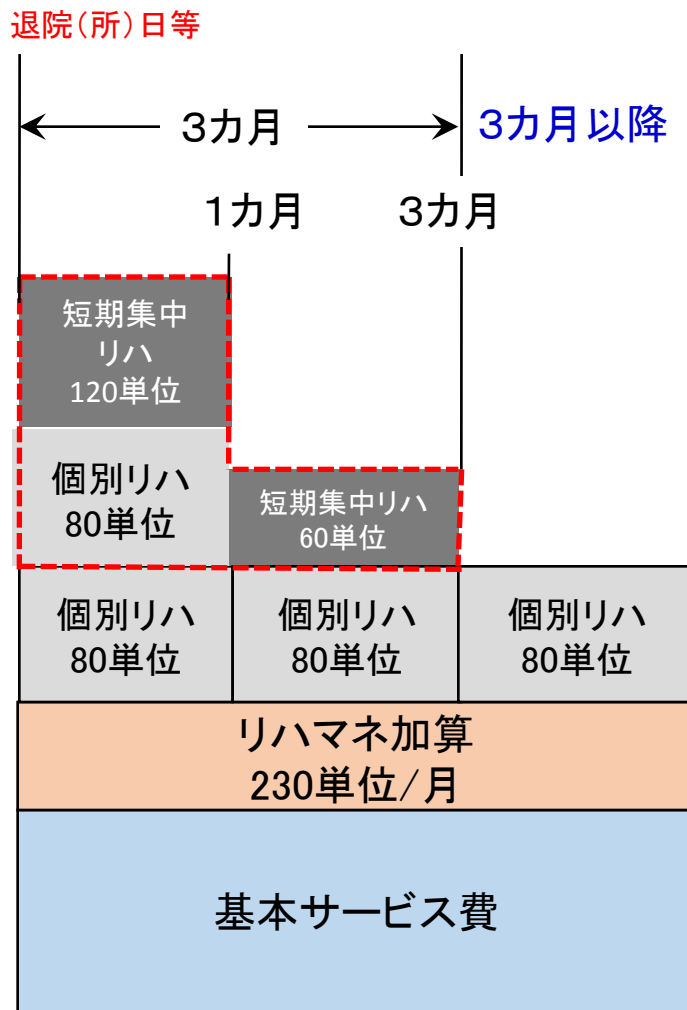 退院(所)日等
3カ月
3カ月以降
1カ月
3カ月
短期集中
リハ
120単位
個別リハ
80単位
短期集中リハ
60単位
個別リハ
80単位
個別リハ
80単位
個別リハ
80単位
リハマネ加算
230単位/月
基本サービス費